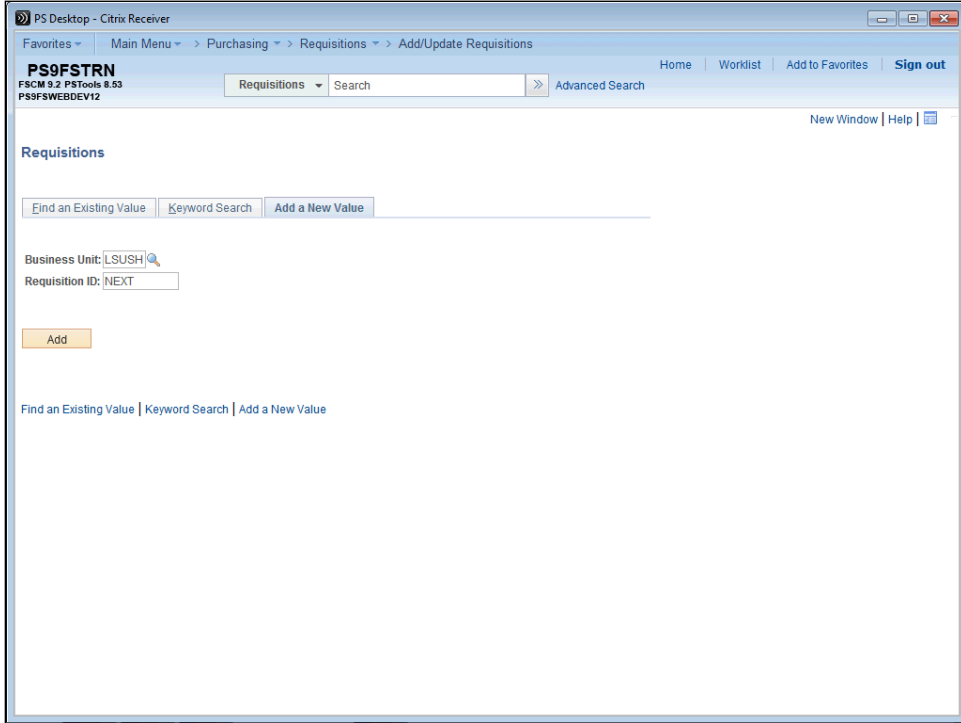 PS Desktop - Citrix Receiver
Favorites Main Menu > Purchasing > Requisitions > Add/Update Requisitions
PS9FSTRN
FSCM 9.2 PSTools 8.53
PS9FSWEBDEV12
Home Worklist Add to Favorites Sign out
Requisitions Search >> Advanced Search
New Window | Help |
Requisitions
Find an Existing Value Keyword Search Add a New Value
Business Unit: LSUSH
Requisition ID: NEXT
Add
Find an Existing Value | Keyword Search | Add a New Value